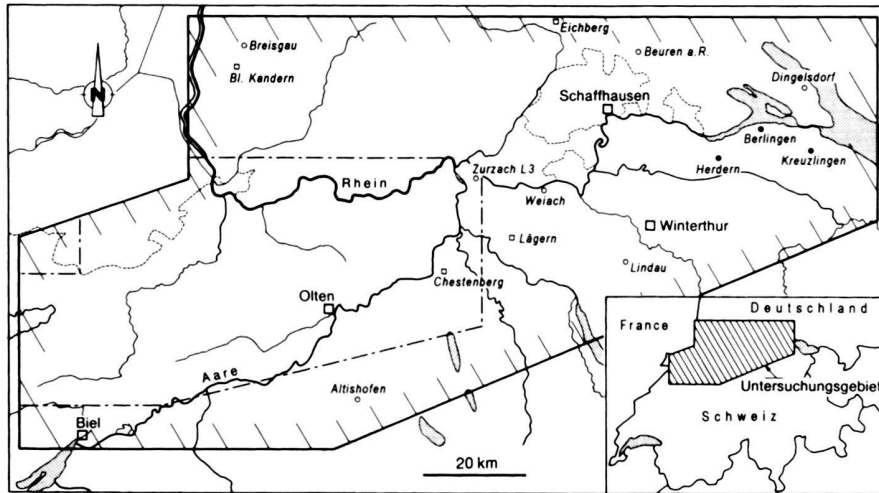 Eichberg
Breisgau
Beuren a.R.
N
Bl. Kandern
Dingelsdorf
Schaffhausen
Berlingen
Kreuzlingen
Herdern
Zurzach L3
Rhein
Weiach
Winterthur
Lägern
Lindau
Chestenberg
Olten
Deutschland
France
Aare
Untersuchungsgebiet
Altishofen
Schweiz
Biel
20 km